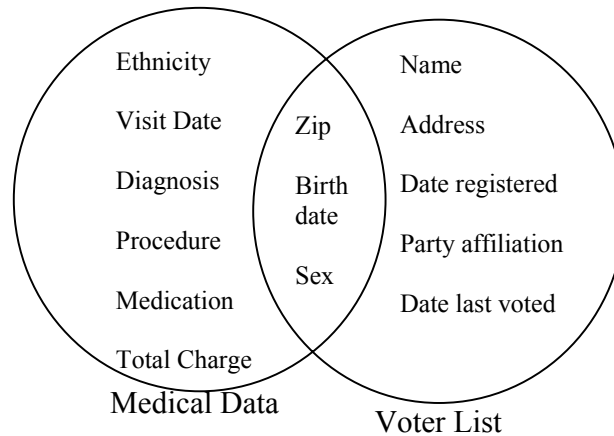 Ethnicity
Visit Date
Diagnosis
Procedure
Medication
Total Charge
Zip
Birth
date
Sex
Name
Address
Date registered
Party affiliation
Date last voted
Medical Data
Voter List